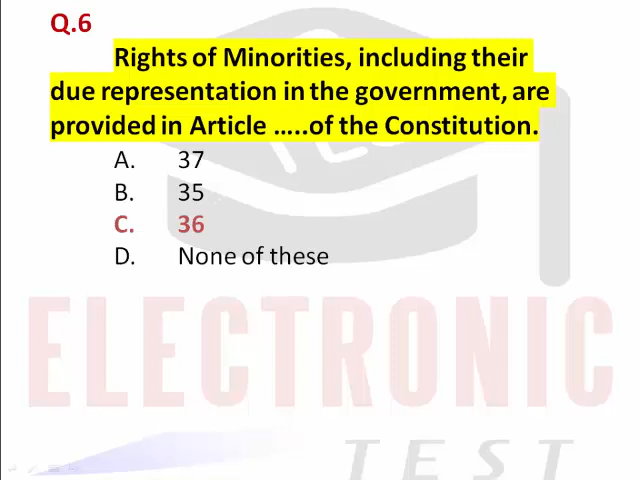 Q.6
Rights of Minorities, including their
due representation in the government, are
provided in Article …..of the Constitution.
A. 37
B. 35
C. 36
D. None of these
ELECTRONIC
TEST